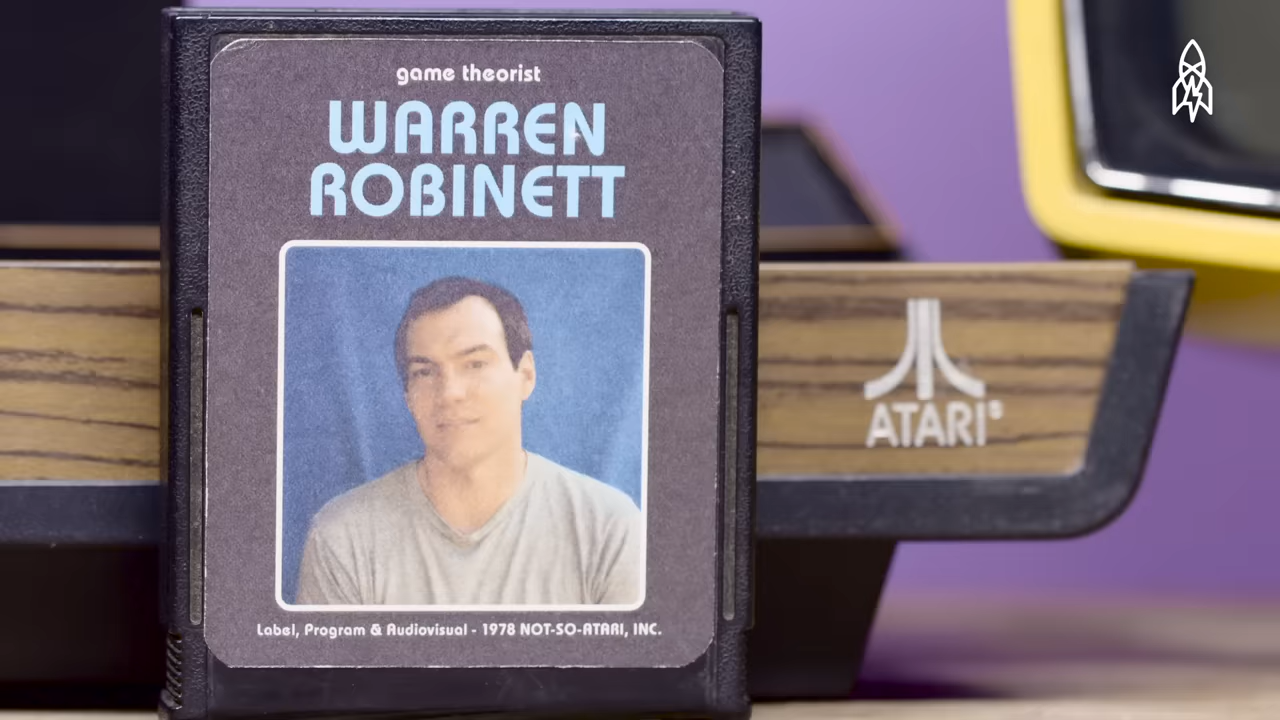 game theorist
WARREN
ROBINETT
Label, Program & Audiovisual - 1978 NOT-SO-ATARI, INC.
ATARI®